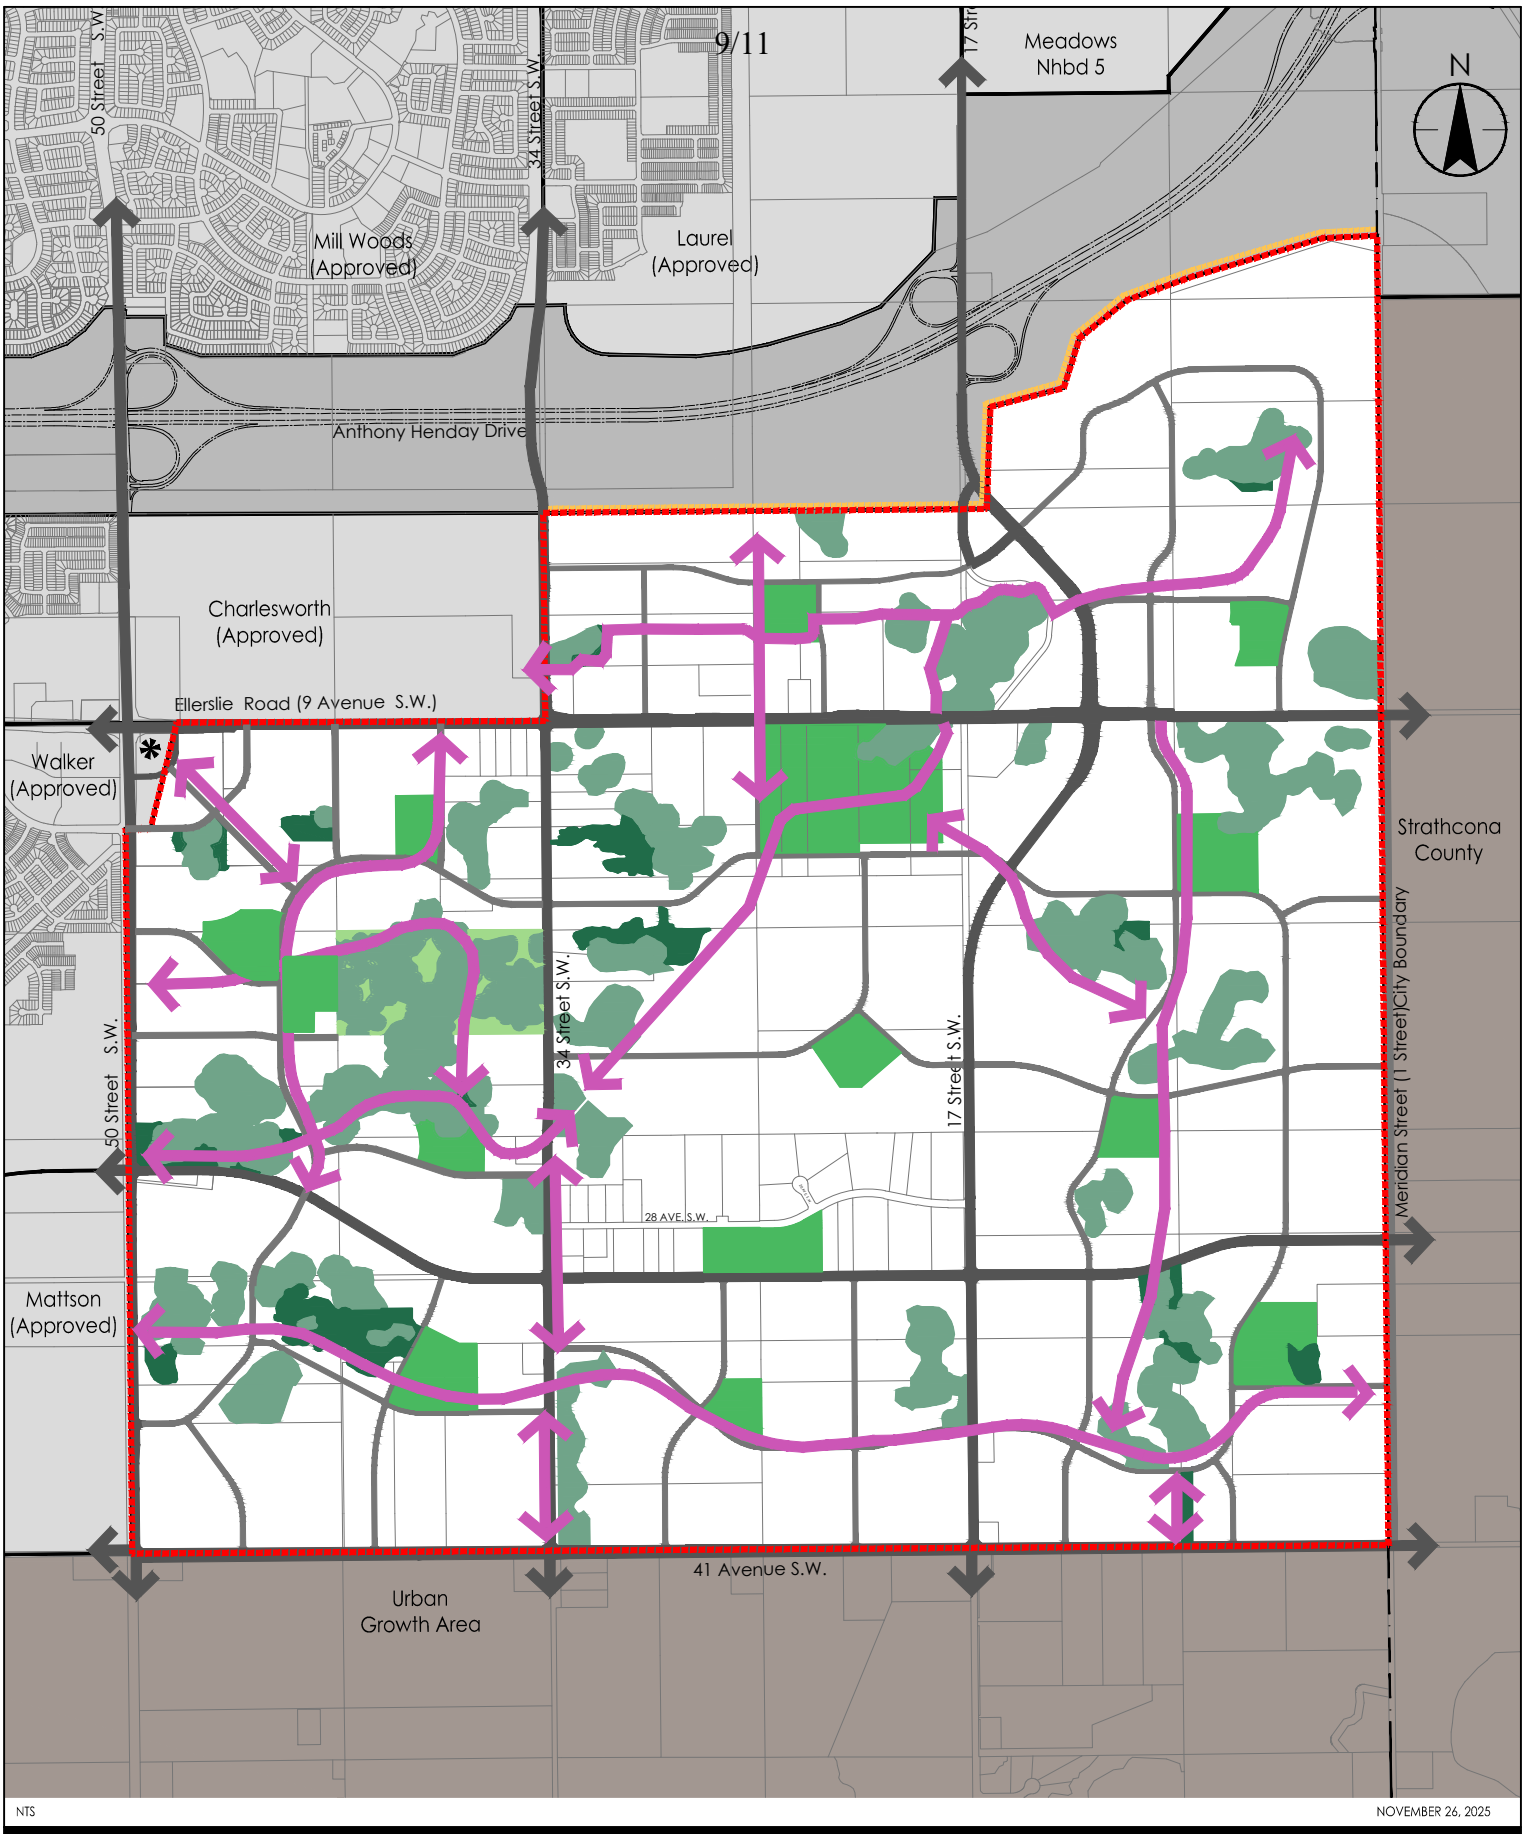 9/11
50 Street S.W.
34 Street S.W.
17 Stre
Meadows
Nhbd 5
N
Mill Woods
(Approved)
Laurel
(Approved)
Anthony Henday Drive
Charlesworth
(Approved)
Ellerslie Road (9 Avenue S.W.)
*
Walker
(Approved)
Strathcona
County
34 Street S.W.
17 Street S.W.
50 Street S.W.
Meridian Street (1 Street)City Boundary
28 AVE. S.W.
Mattson
(Approved)
41 Avenue S.W.
Urban
Growth Area
NTS
NOVEMBER 26, 2025